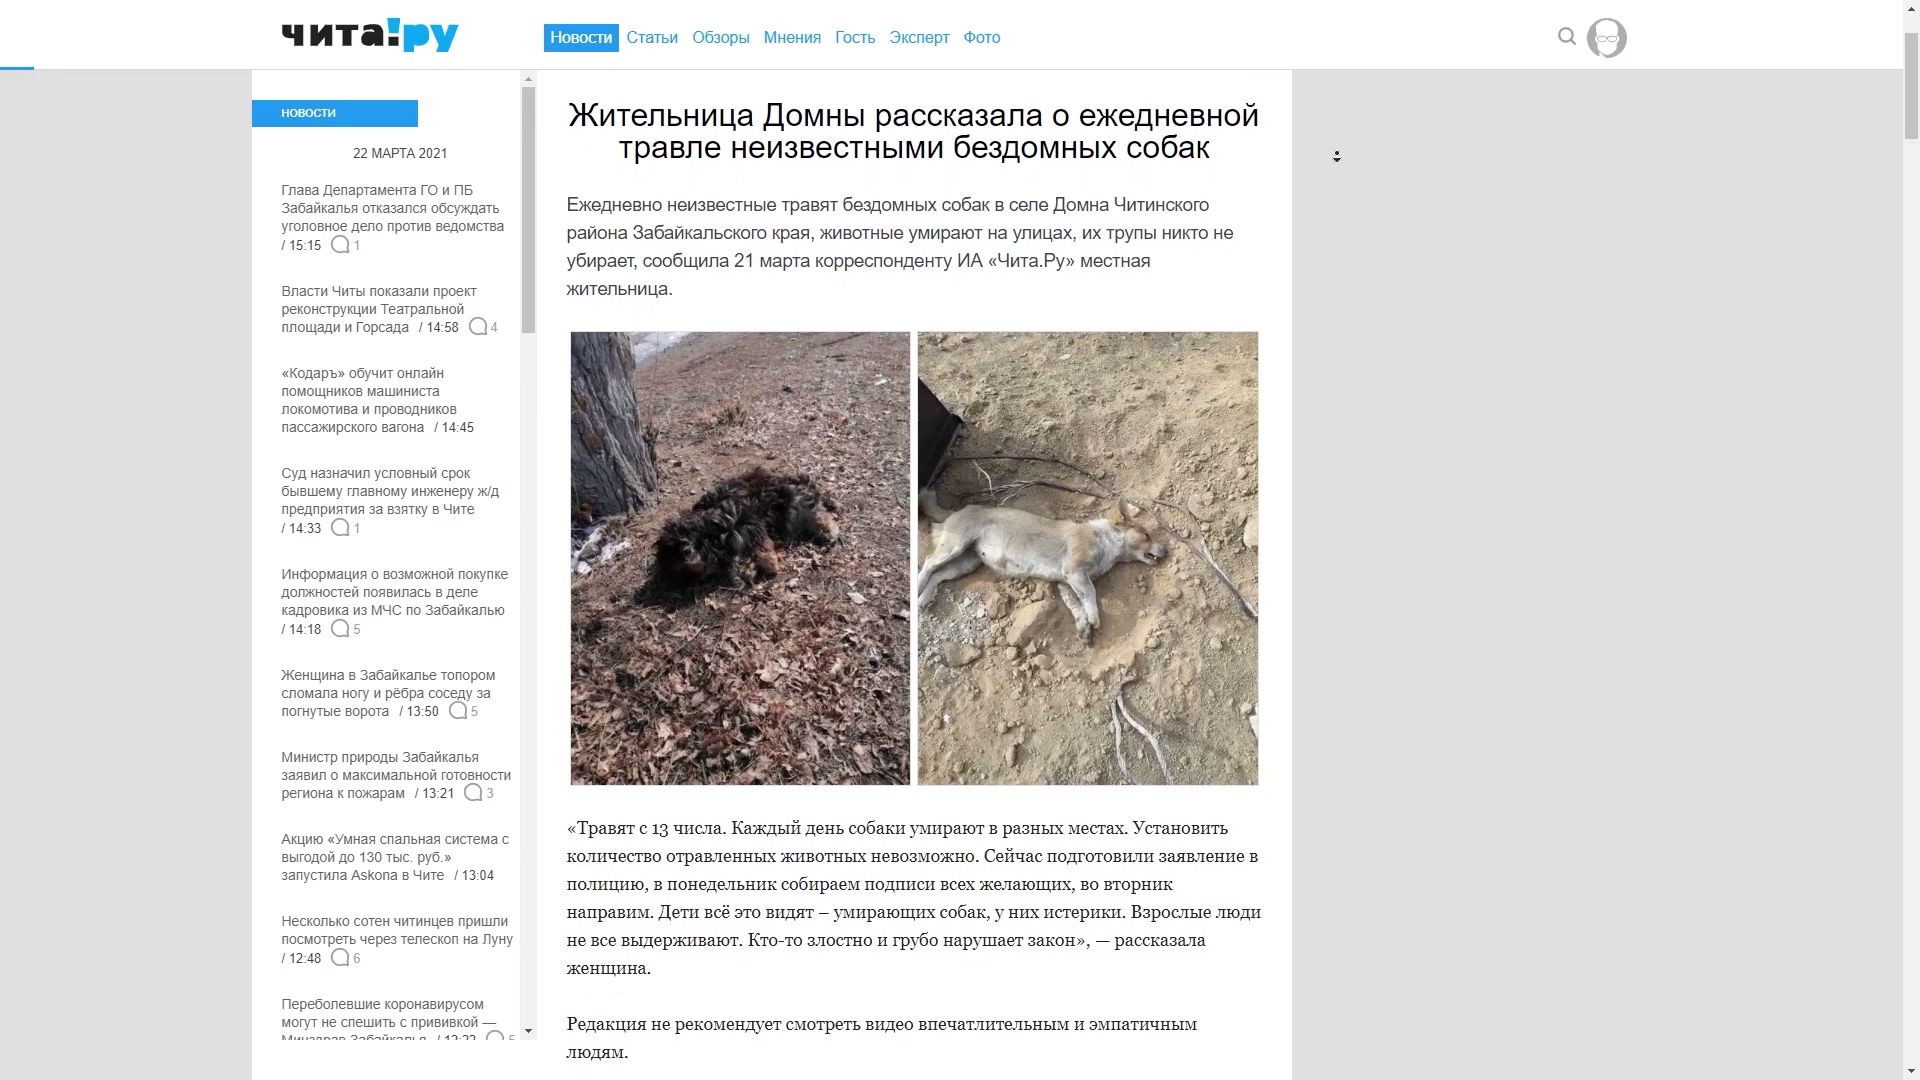 чита!ру
Новости Статьи Обзоры Мнения Гость Эксперт Фото
НОВОСТИ
22 МАРТА 2021
Глава Департамента ГО и ПБ
Забайкалья отказался обсуждать
уголовное дело против ведомства
/ 15:15 1
Власти Читы показали проект
реконструкции Театральной
площади и Горсада / 14:58 4
«Кодаръ» обучит онлайн
помощников машиниста
локомотива и проводников
пассажирского вагона / 14:45
Суд назначил условный срок
бывшему главному инженеру ж/д
предприятия за взятку в Чите
/ 14:33 1
Информация о возможной покупке
должностей появилась в деле
кадровика из МЧС по Забайкалью
/ 14:18 5
Женщина в Забайкалье топором
сломала ногу и рёбра соседу за
погнутые ворота / 13:50 5
Министр природы Забайкалья
заявил о максимальной готовности
региона к пожарам / 13:21 3
Акцию «Умная спальная система с
выгодой до 130 тыс. руб.»
запустила Askona в Чите / 13:04
Несколько сотен читинцев пришли
посмотреть через телескоп на Луну
/ 12:48 6
Переболевшие коронавирусом
могут не спешить с прививкой —
Минздрав Забайкалья / 12:22 5
Жительница Домны рассказала о ежедневной
травле неизвестными бездомных собак
Ежедневно неизвестные травят бездомных собак в селе Домна Читинского
района Забайкальского края, животные умирают на улицах, их трупы никто не
убирает, сообщила 21 марта корреспонденту ИА «Чита.Ру» местная
жительница.
«Травят с 13 числа. Каждый день собаки умирают в разных местах. Установить
количество отравленных животных невозможно. Сейчас подготовили заявление в
полицию, в понедельник собираем подписи всех желающих, во вторник
направим. Дети всё это видят – умирающих собак, у них истерики. Взрослые люди
не все выдерживают. Кто-то злостно и грубо нарушает закон», — рассказала
женщина.
Редакция не рекомендует смотреть видео впечатлительным и эмпатичным
людям.